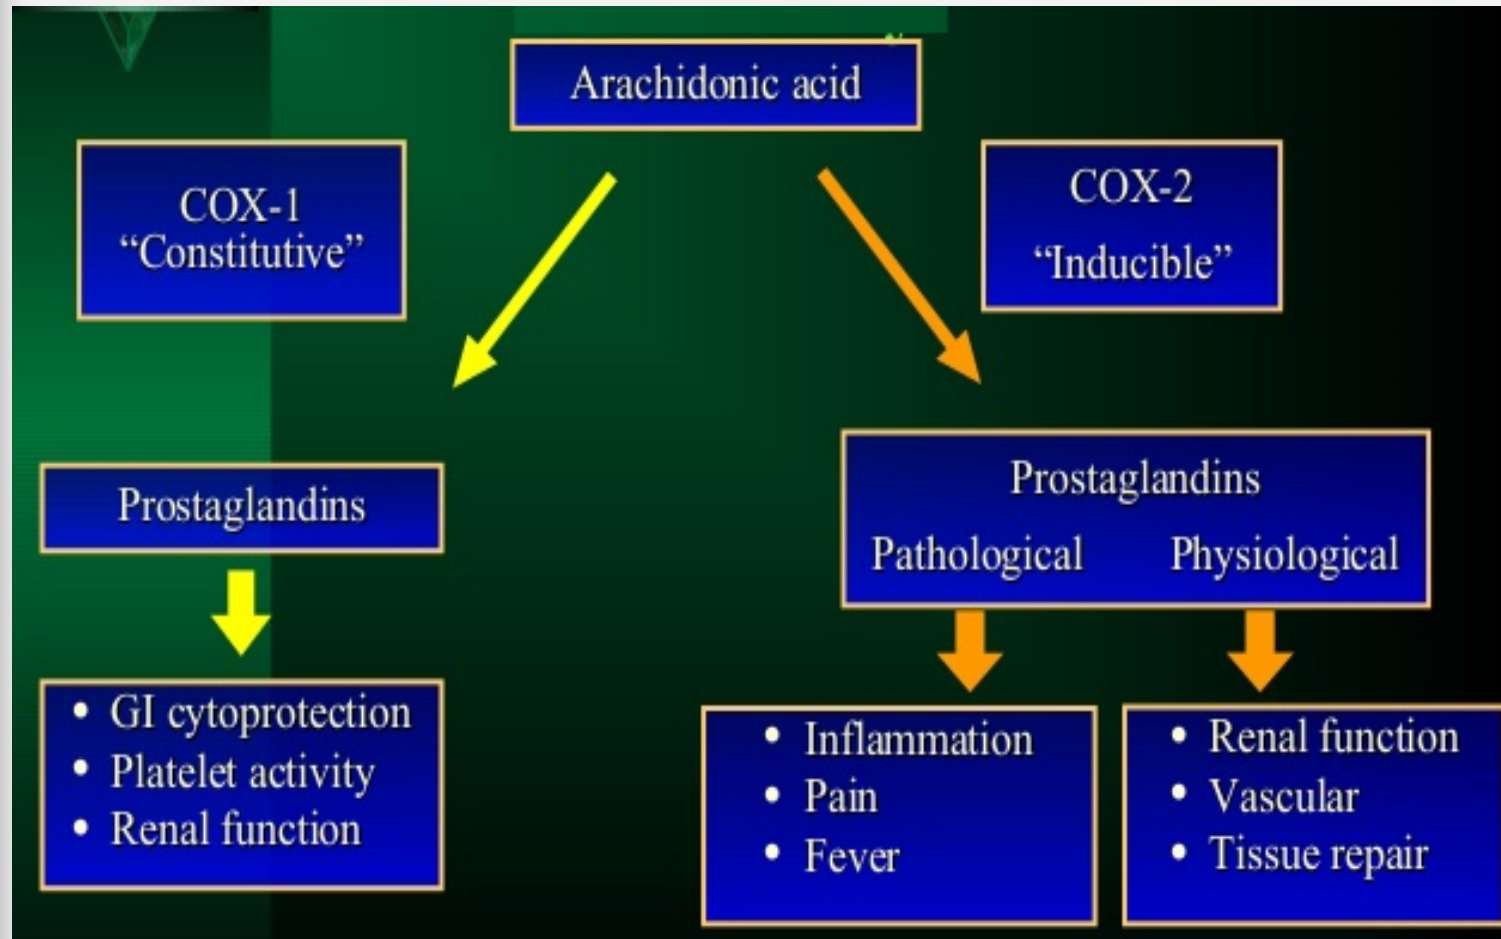 Arachidonic acid
COX-1
“Constitutive”
COX-2
“Inducible”
Prostaglandins
Prostaglandins
Pathological Physiological
• GI cytoprotection
• Platelet activity
• Renal function
• Inflammation
• Pain
• Fever
• Renal function
• Vascular
• Tissue repair